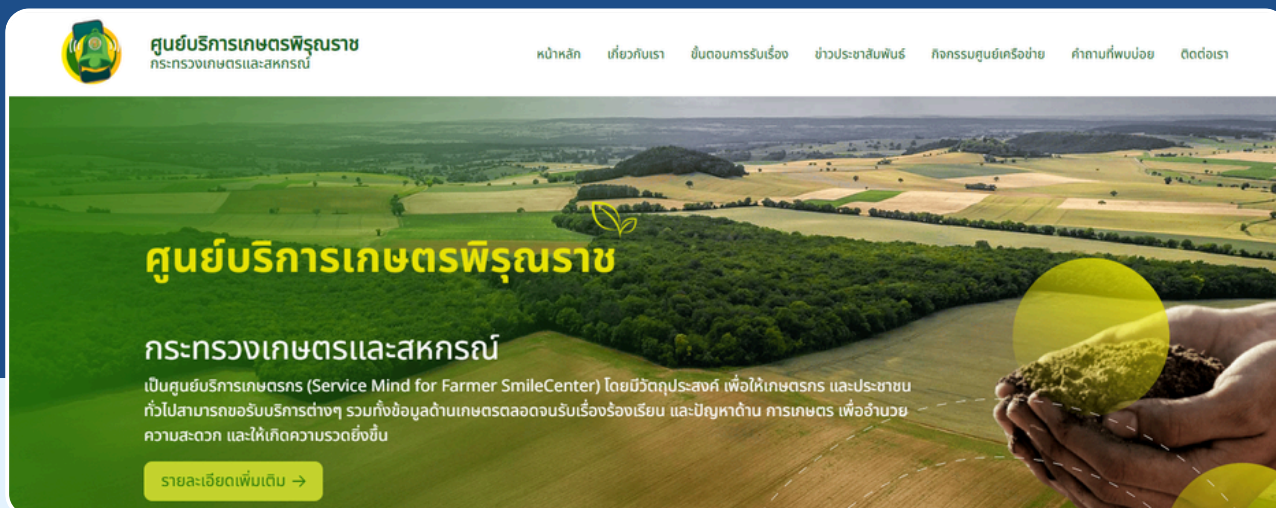 ศูนย์บริการเกษตรพิรุณราช
กระทรวงเกษตรและสหกรณ์
หน้าหลัก เกี่ยวกับเรา ขั้นตอนการรับเรื่อง ข่าวประชาสัมพันธ์ กิจกรรมศูนย์เครือข่าย คำถามที่พบบ่อย ติดต่อเรา
ศูนย์บริการเกษตรพิรุณราช
กระทรวงเกษตรและสหกรณ์
เป็นศูนย์บริการเกษตรกร (Service Mind for Farmer SmileCenter) โดยมีวัตถุประสงค์ เพื่อให้เกษตรกร และประชาชน
ทั่วไปสามารถขอรับบริการต่างๆ รวมทั้งข้อมูลด้านเกษตรตลอดจนรับเรื่องร้องเรียน และปัญหาด้าน การเกษตร เพื่ออำนวย
ความสะดวก และให้เกิดความรวดยิ่งขึ้น
รายละเอียดเพิ่มเติม →